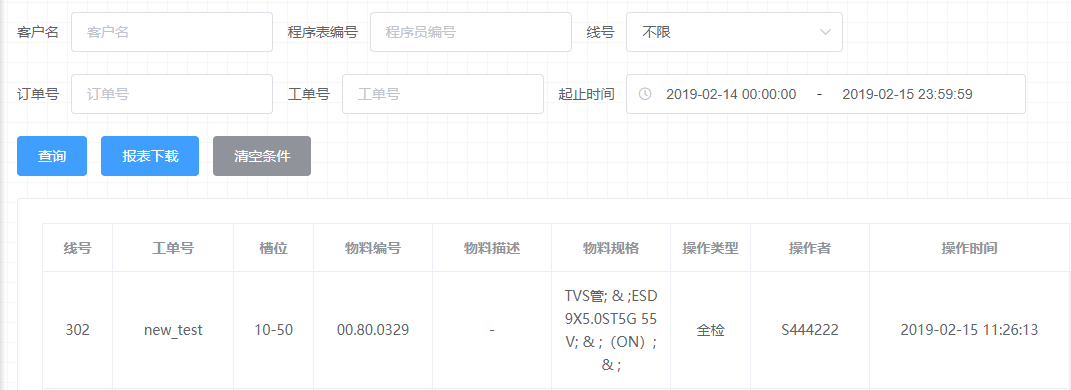 客户名 客户名 程序表编号 程序员编号 线号 不限
订单号 订单号 工单号 工单号 起止时间 2019-02-14 00:00:00 - 2019-02-15 23:59:59
查询 报表下载 清空条件
线号 工单号 槽位 物料编号 物料描述 物料规格 操作类型 操作者 操作时间
TVS管; & ;ESD
9X5.0ST5G 55
302 new_test 10-50 00.80.0329 - V; & ;（ON）; 全检 S444222 2019-02-15 11:26:13
& ;